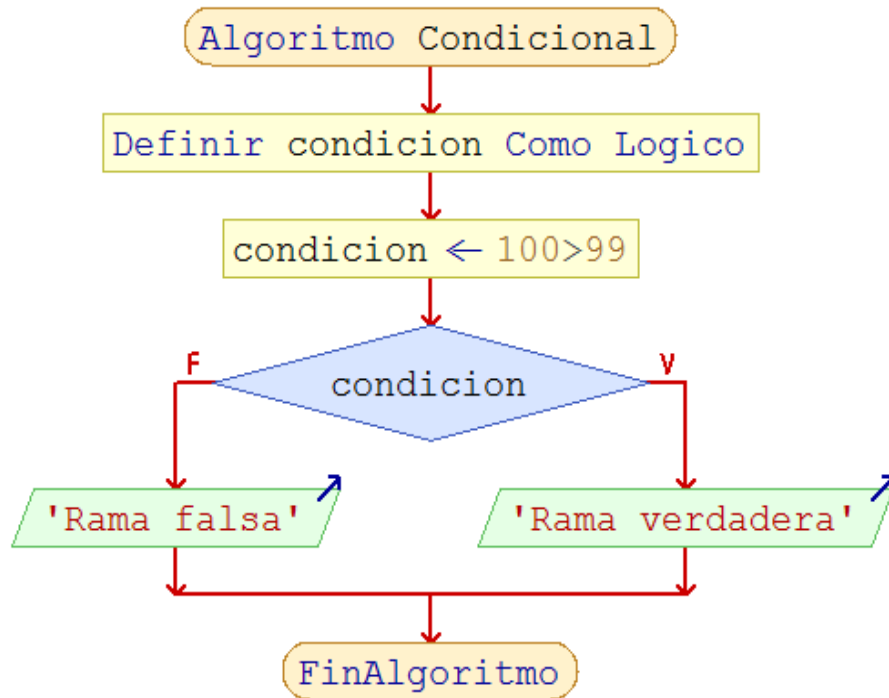 Algoritmo Condicional
Definir condicion Como Logico
condicion ← 100>99
F
V
condicion
'Rama falsa'
'Rama verdadera'
FinAlgoritmo